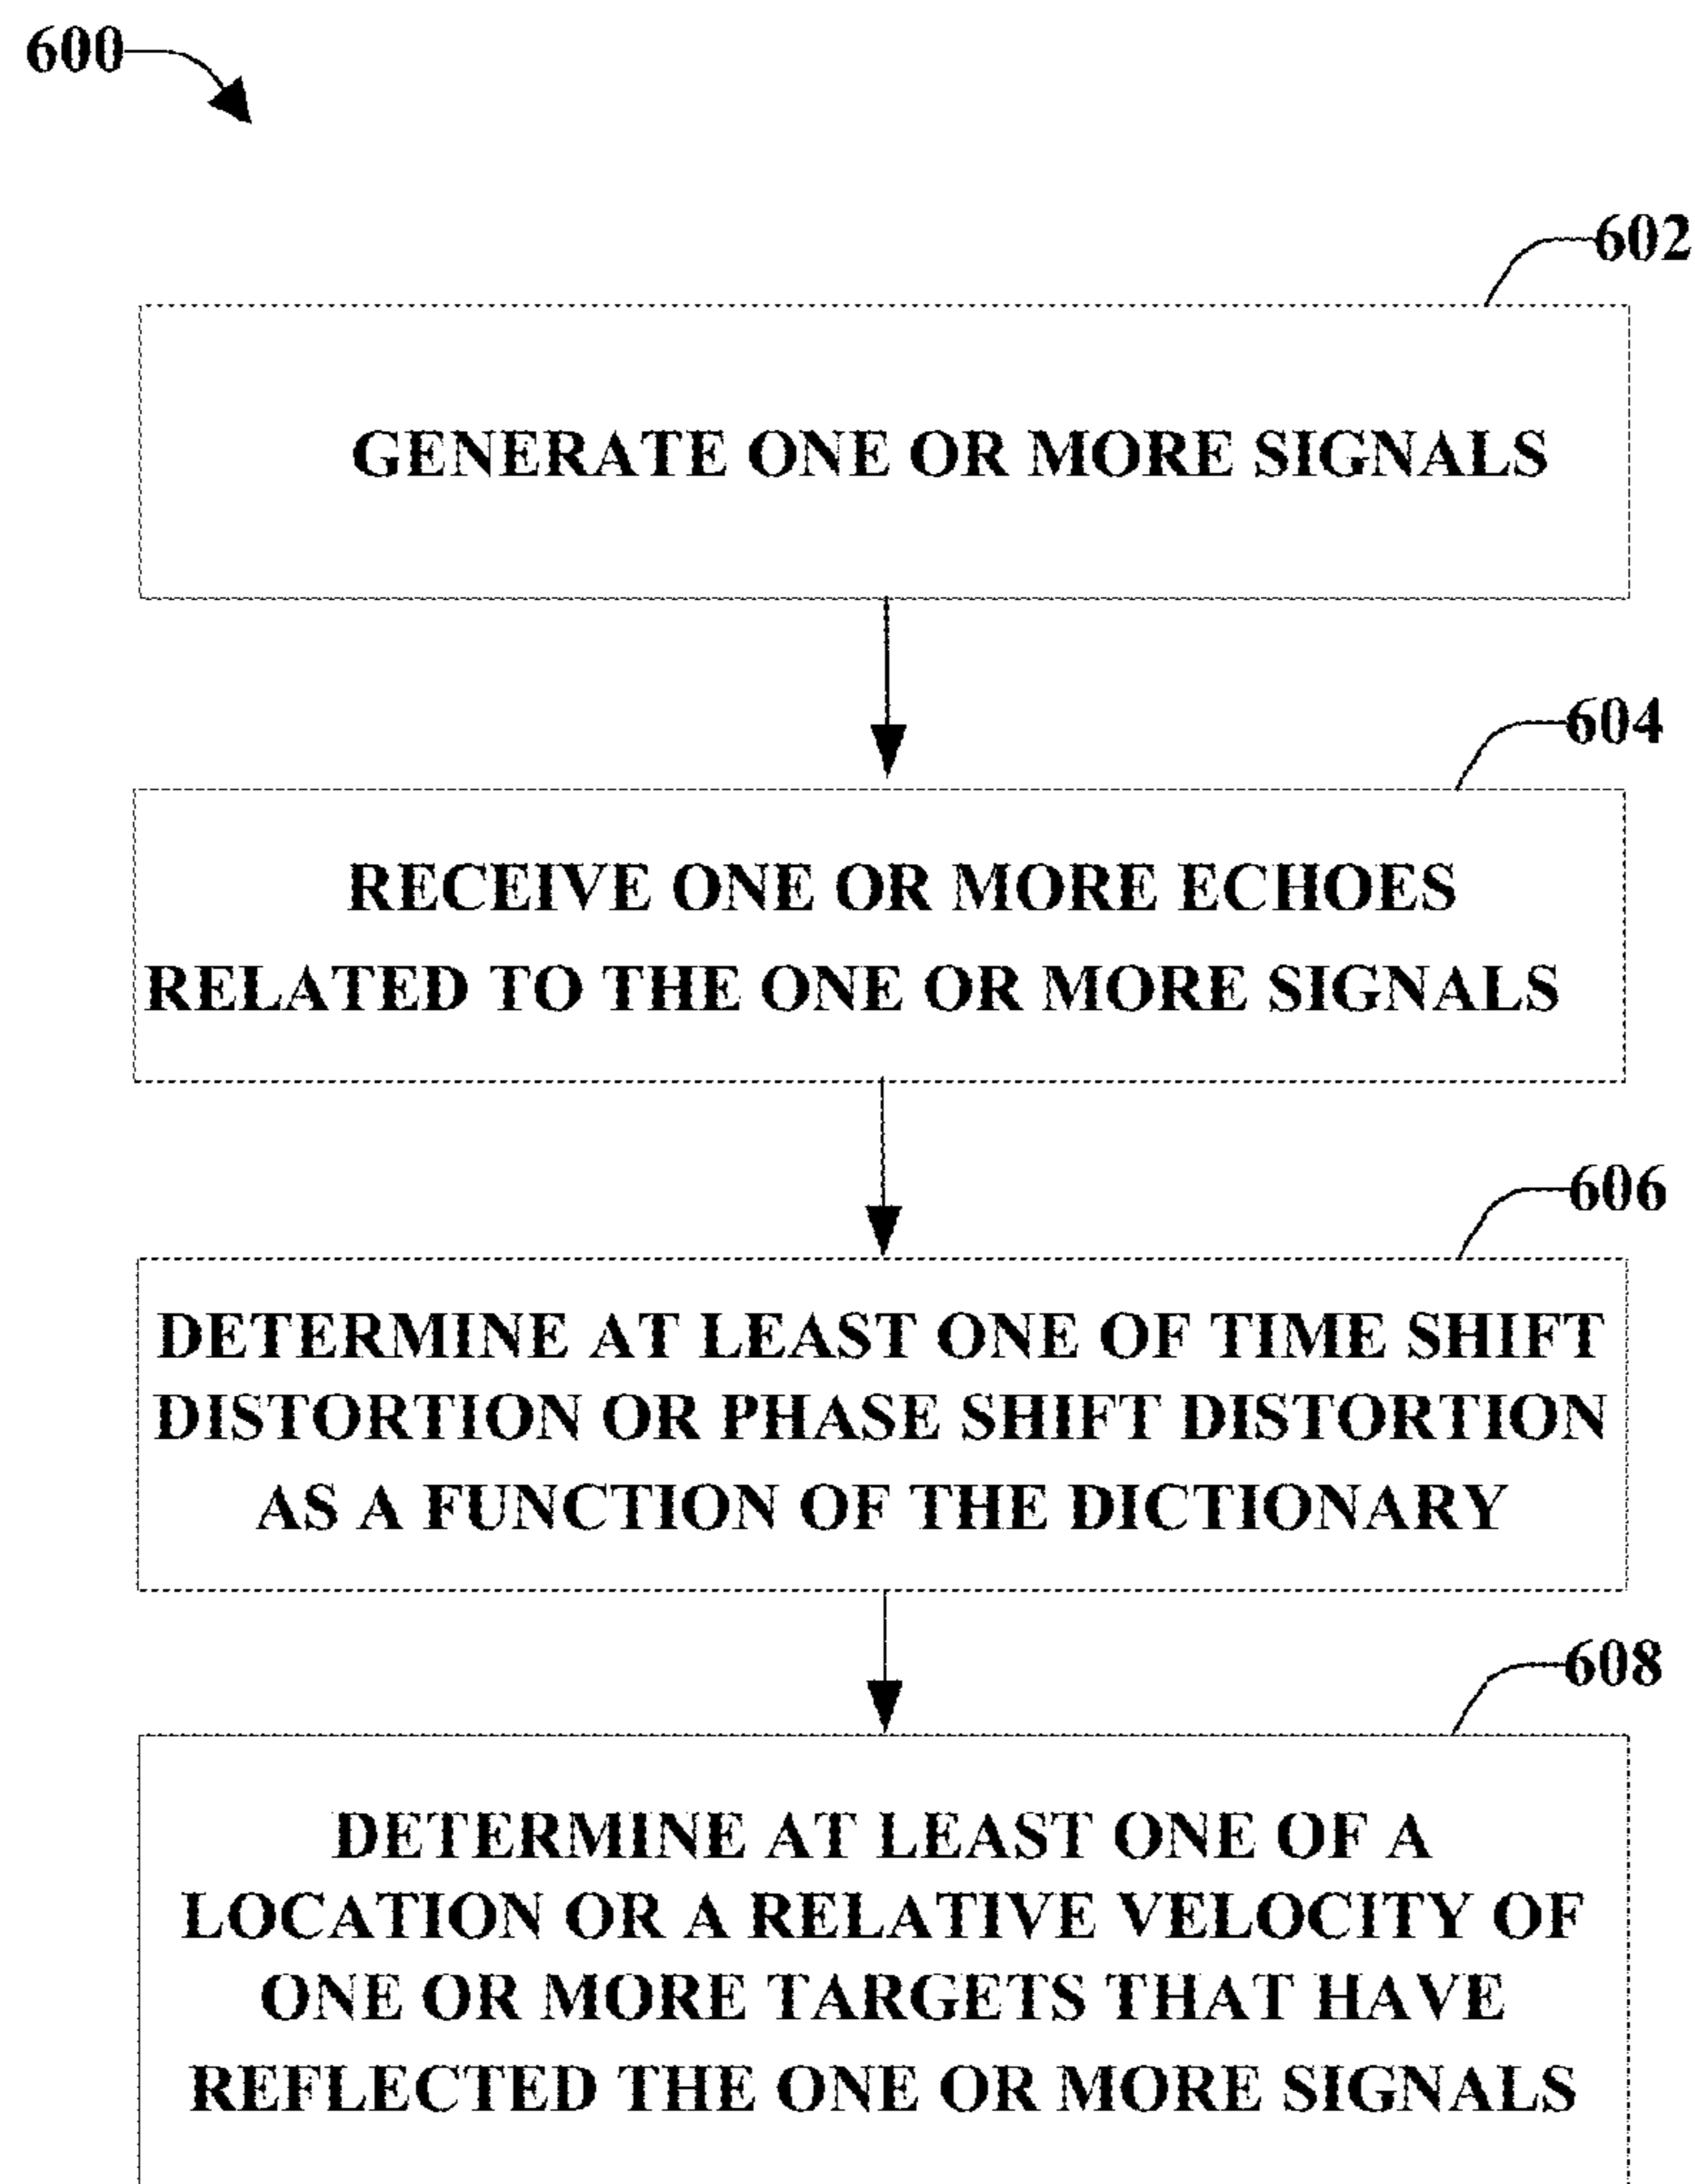 600
602
GENERATE ONE OR MORE SIGNALS
604
RECEIVE ONE OR MORE ECHOES
RELATED TO THE ONE OR MORE SIGNALS
606
DETERMINE AT LEAST ONE OF TIME SHIFT
DISTORTION OR PHASE SHIFT DISTORTION
AS A FUNCTION OF THE DICTIONARY
608
DETERMINE AT LEAST ONE OF A
LOCATION OR A RELATIVE VELOCITY OF
ONE OR MORE TARGETS THAT HAVE
REFLECTED THE ONE OR MORE SIGNALS